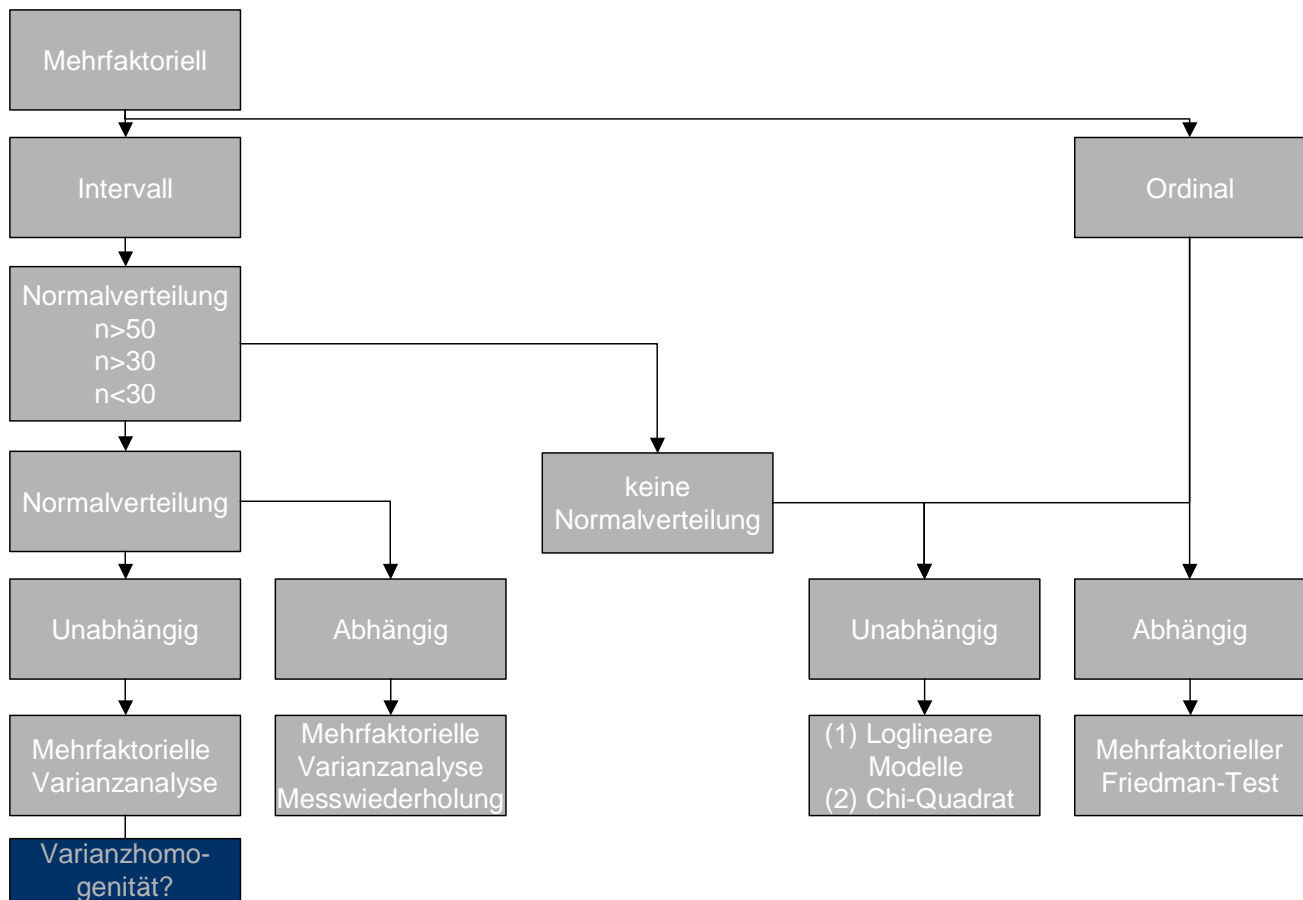 Mehrfaktoriell
Intervall
Ordinal
Normalverteilung
n>50
n>30
n<30
Normalverteilung
keine
Normalverteilung
Unabhängig
Abhängig
Unabhängig
Abhängig
Mehrfaktorielle
Varianzanalyse
Mehrfaktorielle
Varianzanalyse
Messwiederholung
(1) Loglineare
Modelle
(2) Chi-Quadrat
Mehrfaktorieller
Friedman-Test
Varianzhomo-
genität?